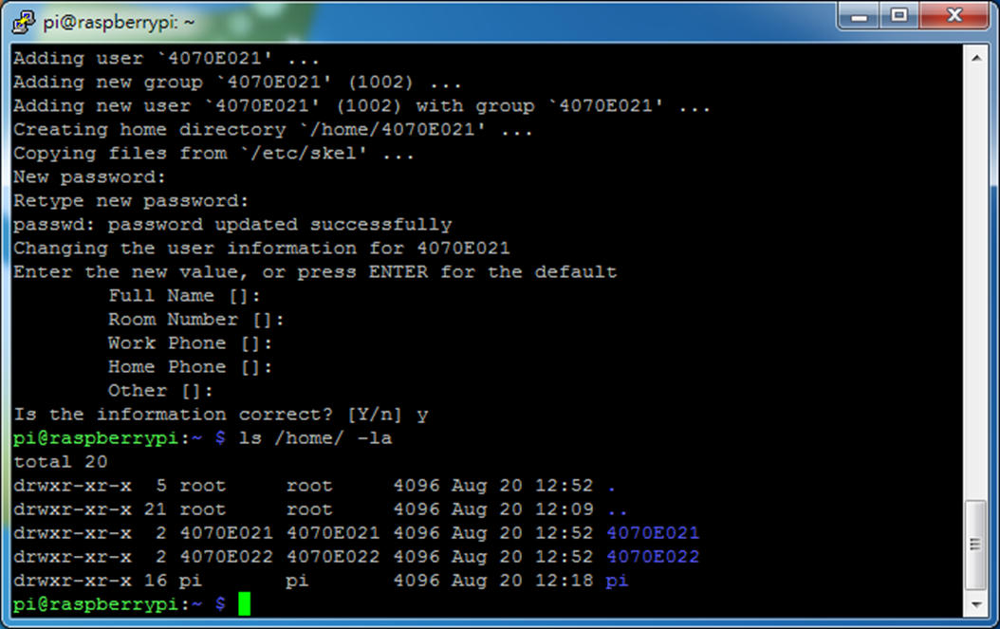 pi@raspberrypi: ~
Adding user `4070E021' ...
Adding new group `4070E021' (1002) ...
Adding new user `4070E021' (1002) with group `4070E021' ...
Creating home directory `/home/4070E021' ...
Copying files from `/etc/skel' ...
New password:
Retype new password:
passwd: password updated successfully
Changing the user information for 4070E021
Enter the new value, or press ENTER for the default
        Full Name []:
        Room Number []:
        Work Phone []:
        Home Phone []:
        Other []:
Is the information correct? [Y/n] y
pi@raspberrypi:~ $ ls /home/ -la
total 20
drwxr-xr-x  5 root     root     4096 Aug 20 12:52 .
drwxr-xr-x 21 root     root     4096 Aug 20 12:09 ..
drwxr-xr-x  2 4070E021 4070E021 4096 Aug 20 12:52 4070E021
drwxr-xr-x  2 4070E022 4070E022 4096 Aug 20 12:52 4070E022
drwxr-xr-x 16 pi       pi       4096 Aug 20 12:18 pi
pi@raspberrypi:~ $